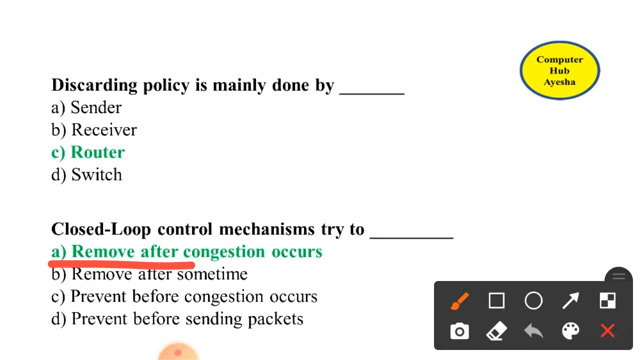 Computer
Hub
Ayesha
Discarding policy is mainly done by _______
a) Sender
b) Receiver
c) Router
d) Switch
Closed-Loop control mechanisms try to _________
a) Remove after congestion occurs
b) Remove after sometime
c) Prevent before congestion occurs
d) Prevent before sending packets